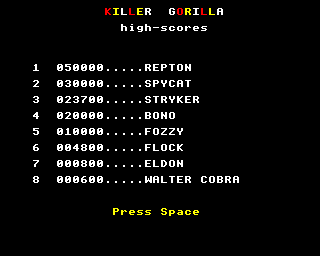 KILLER GORILLA
high-scores
1 050000.....REPTON
2 030000.....SPYCAT
3 023700.....STRYKER
4 020000.....BONO
5 010000.....FOZZY
6 004800.....FLOCK
7 000800.....ELDON
8 000600.....WALTER COBRA
Press Space